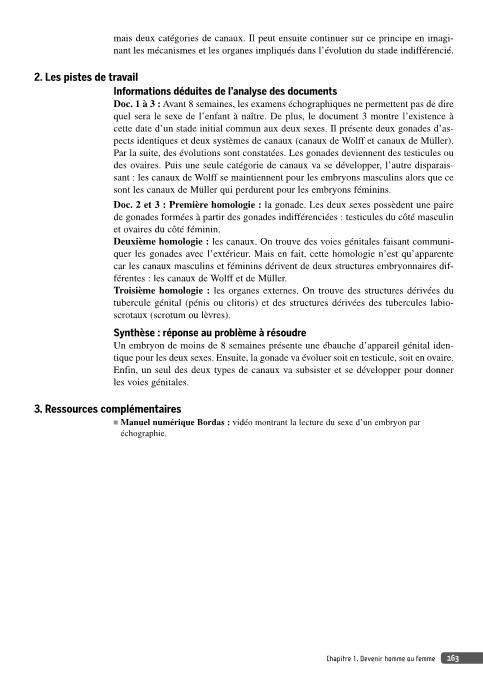 mais deux catégories de canaux. Il peut ensuite continuer sur ce principe en imagi-
nant les mécanismes et les organes impliqués dans l'évolution du stade indifférencié.
2. Les pistes de travail
Informations déduites de l'analyse des documents
Doc. 1 à 3 : Avant 8 semaines, les examens échographiques ne permettent pas de dire
quel sera le sexe de l'enfant à naître. De plus, le document 3 montre l'existence à
cette date d'un stade initial commun aux deux sexes. Il présente deux gonades d'as-
pects identiques et deux systèmes de canaux (canaux de Wolff et canaux de Müller).
Par la suite, des évolutions sont constatées. Les gonades deviennent des testicules ou
des ovaires. Puis une seule catégorie de canaux va se développer, l'autre disparais-
sant : les canaux de Wolff se maintiennent pour les embryons masculins alors que ce
sont les canaux de Müller qui perdurent pour les embryons féminins.
Doc. 2 et 3 : Première homologie : la gonade. Les deux sexes possèdent une paire
de gonades formées à partir des gonades indifférenciées : testicules du côté masculin
et ovaires du côté féminin.
Deuxième homologie : les canaux. On trouve des voies génitales faisant communi-
quer les gonades avec l'extérieur. Mais en fait, cette homologie n'est qu'apparente
car les canaux masculins et féminins dérivent de deux structures embryonnaires dif-
férentes : les canaux de Wolff et de Müller.
Troisième homologie : les organes externes. On trouve des structures dérivées du
tubercule génital (pénis ou clitoris) et des structures dérivées des tubercules labio-
scrotaux (scrotum ou lèvres).
Synthèse : réponse au problème à résoudre
Un embryon de moins de 8 semaines présente une ébauche d'appareil génital iden-
tique pour les deux sexes. Ensuite, la gonade va évoluer soit en testicule, soit en ovaire.
Enfin, un seul des deux types de canaux va subsister et se développer pour donner
les voies génitales.
3. Ressources complémentaires
■ Manuel numérique Bordas : vidéo montrant la lecture du sexe d'un embryon par
échographie.
Chapitre 1. Devenir homme ou femme 163